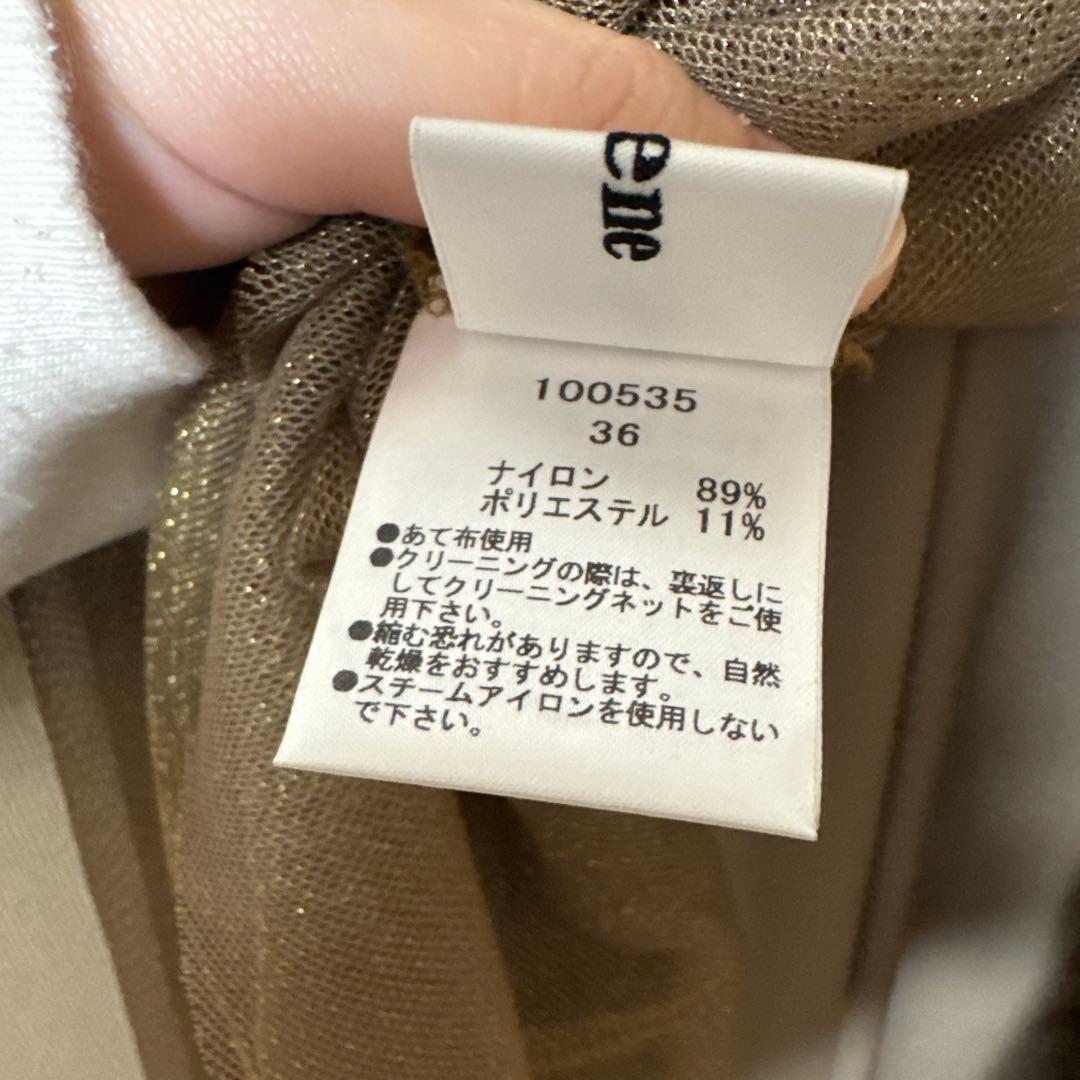 ene
100535
36
ナイロン 89%
ポリエステル 11%
●あて布使用
●クリーニングの際は、裏返しに
してクリーニングネットをご使
用下さい。
●縮む恐れがありますので、自然
乾燥をおすすめします。
●スチームアイロンを使用しない
で下さい。